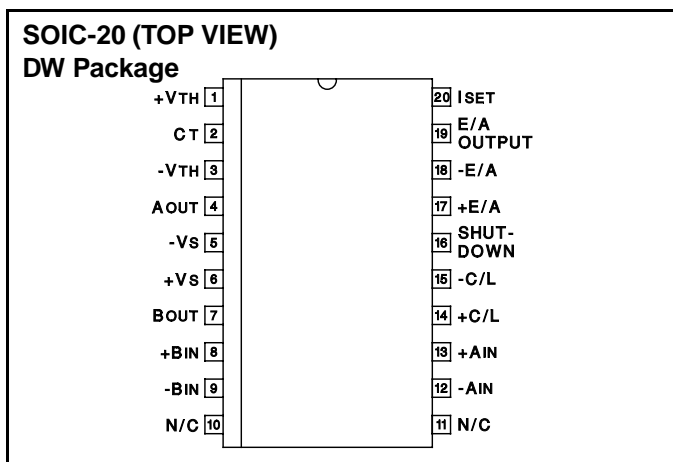 SOIC-20 (TOP VIEW)
DW Package
+VTH 1
CT 2
-VTH 3
AOUT 4
-VS 5
+VS 6
BOUT 7
+BIN 8
-BIN 9
N/C 10
20 ISET
19 E/A
OUTPUT
18 -E/A
17 +E/A
16 SHUT-
DOWN
15 -C/L
14 +C/L
13 +AIN
12 -AIN
11 N/C